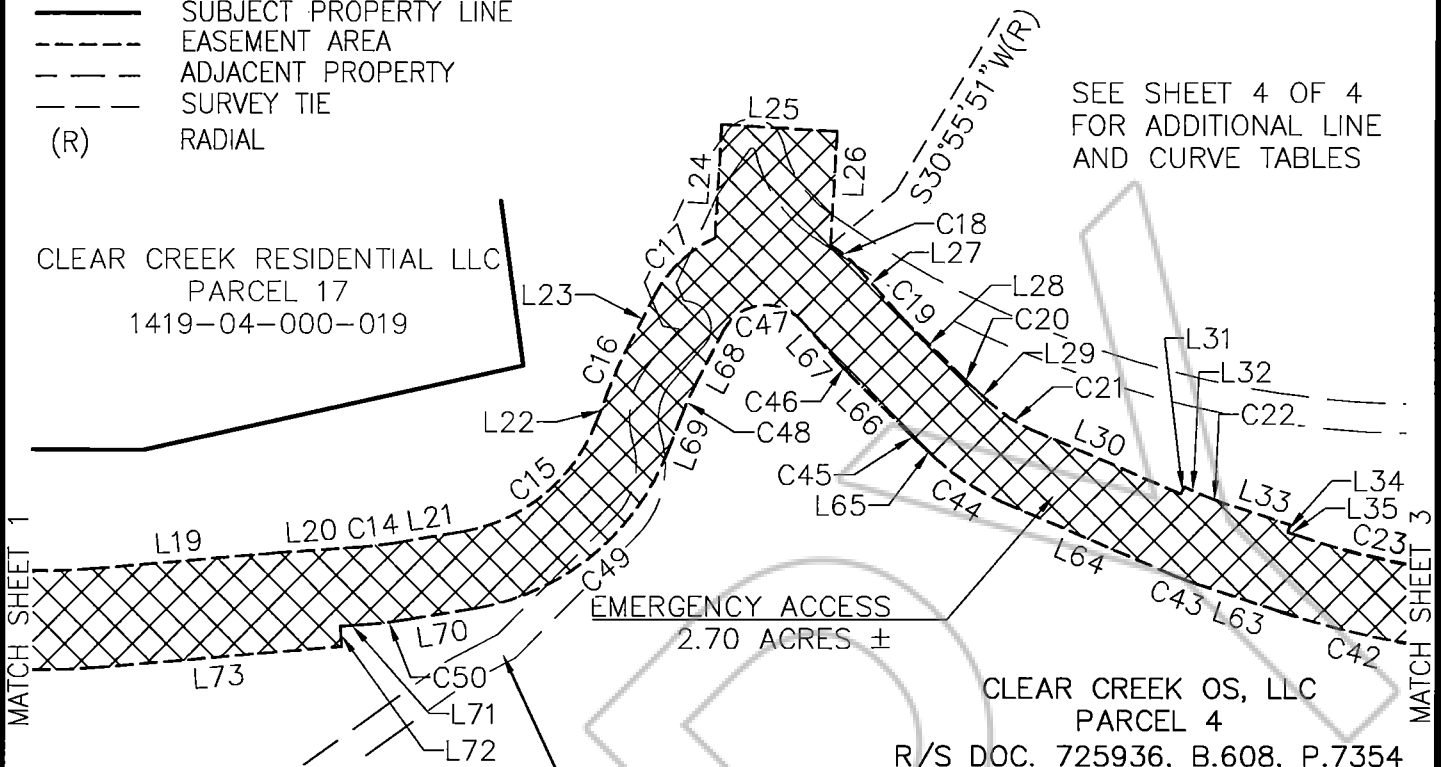 SUBJECT PROPERTY LINE
EASEMENT AREA
ADJACENT PROPERTY
SURVEY TIE
(R) RADIAL
SEE SHEET 4 OF 4
FOR ADDITIONAL LINE
AND CURVE TABLES
S30°55'51"W(R)
L25
L24
L26
C18
L27
C17
C19
L28
C20
L29
C21
L31
L32
C22
CLEAR CREEK RESIDENTIAL LLC
PARCEL 17
1419-04-000-019
L23
C16
L22
C47
L68
L67
C46
L66
C48
L69
C45
L65
C44
L30
L33
L34
L35
C23
C15
L19
L20
C14
L21
C49
L64
C43
L63
C42
MATCH SHEET 1
MATCH SHEET 3
EMERGENCY ACCESS
2.70 ACRES ±
L73
L70
C50
L71
L72
CLEAR CREEK OS, LLC
PARCEL 4
R/S DOC. 725936, B.608, P.7354